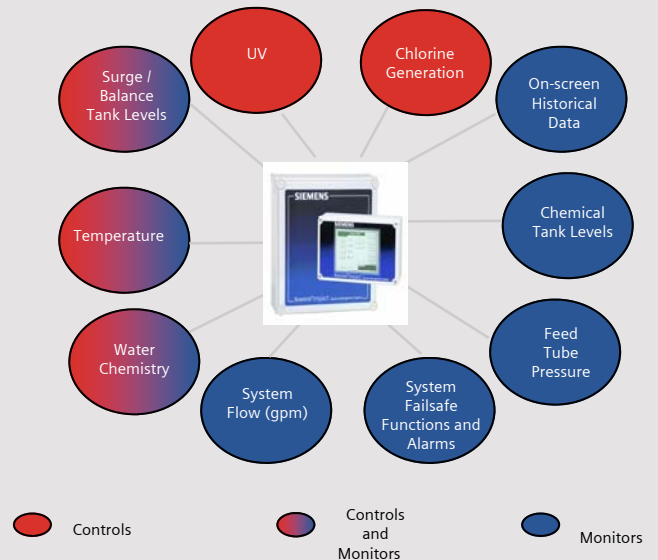 UV
Chlorine
Generation
Surge /
Balance
Tank Levels
On-screen
Historical
Data
SIEMENS
SIEMENS
Temperature
Chemical
Tank Levels
Water
Chemistry
Feed
Tube
Pressure
System
Flow (gpm)
System
Failsafe
Functions and
Alarms
Controls
Controls
and
Monitors
Monitors